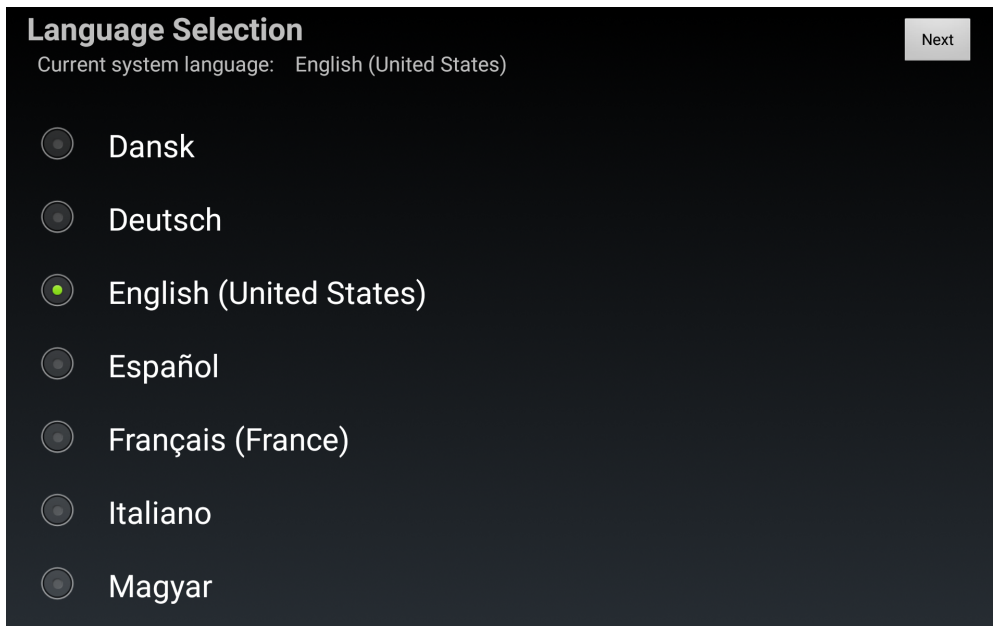 Language Selection
Next
Current system language: English (United States)
Dansk
Deutsch
English (United States)
Español
Français (France)
Italiano
Magyar